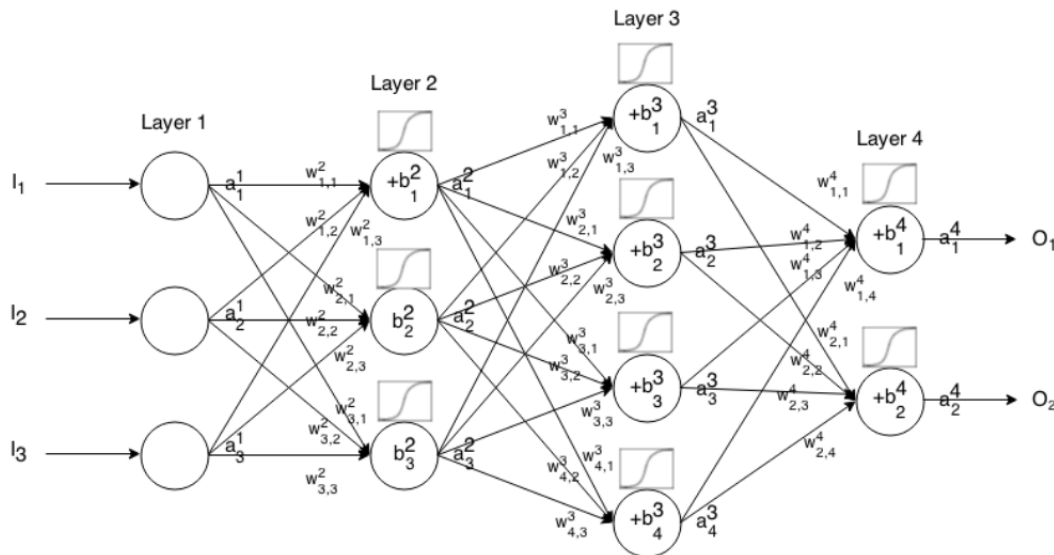 Layer 1
Layer 2
Layer 3
Layer 4
I₁
I₂
I₃
a¹₁
a¹₂
a¹₃
w²₁,₁
w²₁,₂
w²₁,₃
w²₂,₁
w²₂,₂
w²₂,₃
w²₃,₁
w²₃,₂
w²₃,₃
+b²₁
b²₂
b²₃
a²₁
a²₂
a²₃
w³₁,₁
w³₁,₂
w³₁,₃
w³₂,₁
w³₂,₂
w³₂,₃
w³₃,₁
w³₃,₂
w³₃,₃
w³₄,₁
w³₄,₂
w³₄,₃
+b³₁
+b³₂
+b³₃
+b³₄
a³₁
a³₂
a³₃
a³₄
w⁴₁,₁
w⁴₁,₂
w⁴₁,₃
w⁴₁,₄
w⁴₂,₁
w⁴₂,₂
w⁴₂,₃
w⁴₂,₄
+b⁴₁
+b⁴₂
a⁴₁
a⁴₂
O₁
O₂